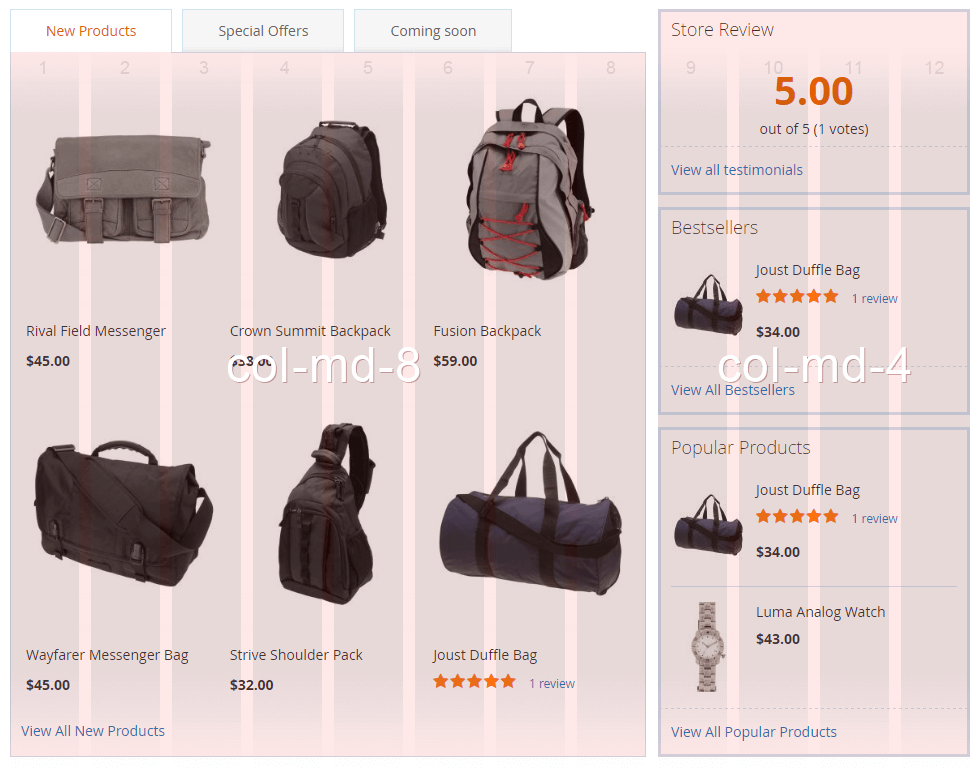 New Products
Special Offers
Coming soon
1 2 3 4 5 6 7 8
Rival Field Messenger
Crown Summit Backpack
Fusion Backpack
$45.00
$33.00
$59.00
col-md-8
Wayfarer Messenger Bag
Strive Shoulder Pack
Joust Duffle Bag
$45.00
$32.00
1 review
View All New Products
Store Review
9 10 11 12
5.00
out of 5 (1 votes)
View all testimonials
Bestsellers
Joust Duffle Bag
1 review
$34.00
col-md-4
View All Bestsellers
Popular Products
Joust Duffle Bag
1 review
$34.00
Luma Analog Watch
$43.00
View All Popular Products